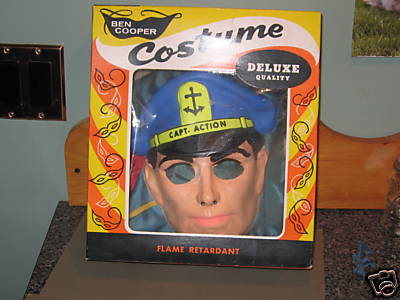 BEN
COOPER
Costume
DELUXE
QUALITY
CAPT. ACTION
FLAME RETARDANT